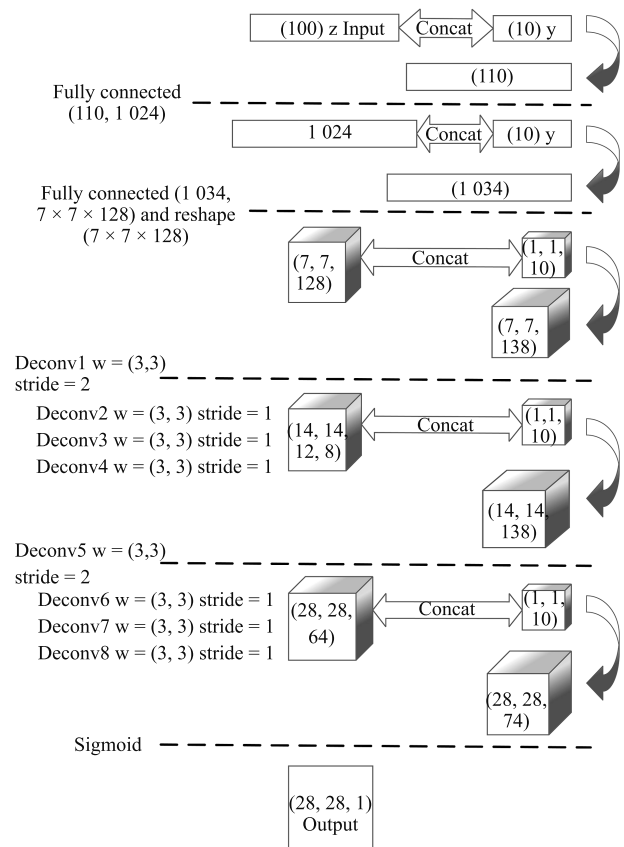 (100) z Input
Concat
(10) y
(110)
Fully connected
(110, 1 024)
1 024
Concat
(10) y
(1 034)
Fully connected (1 034,
7 × 7 × 128) and reshape
(7 × 7 × 128)
(7, 7,
128)
Concat
(1, 1,
10)
(7, 7,
138)
Deconv1 w = (3,3)
stride = 2
Deconv2 w = (3, 3) stride = 1
Deconv3 w = (3, 3) stride = 1
Deconv4 w = (3, 3) stride = 1
(14, 14,
12, 8)
Concat
(1,1,
10)
(14, 14,
138)
Deconv5 w = (3,3)
stride = 2
Deconv6 w = (3, 3) stride = 1
Deconv7 w = (3, 3) stride = 1
Deconv8 w = (3, 3) stride = 1
(28, 28,
64)
Concat
(1, 1,
10)
(28, 28,
74)
Sigmoid
(28, 28, 1)
Output